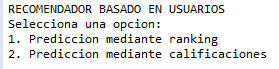 RECOMENDADOR BASADO EN USUARIOS
Selecciona una opcion:
1. Prediccion mediante ranking
2. Prediccion mediante calificaciones